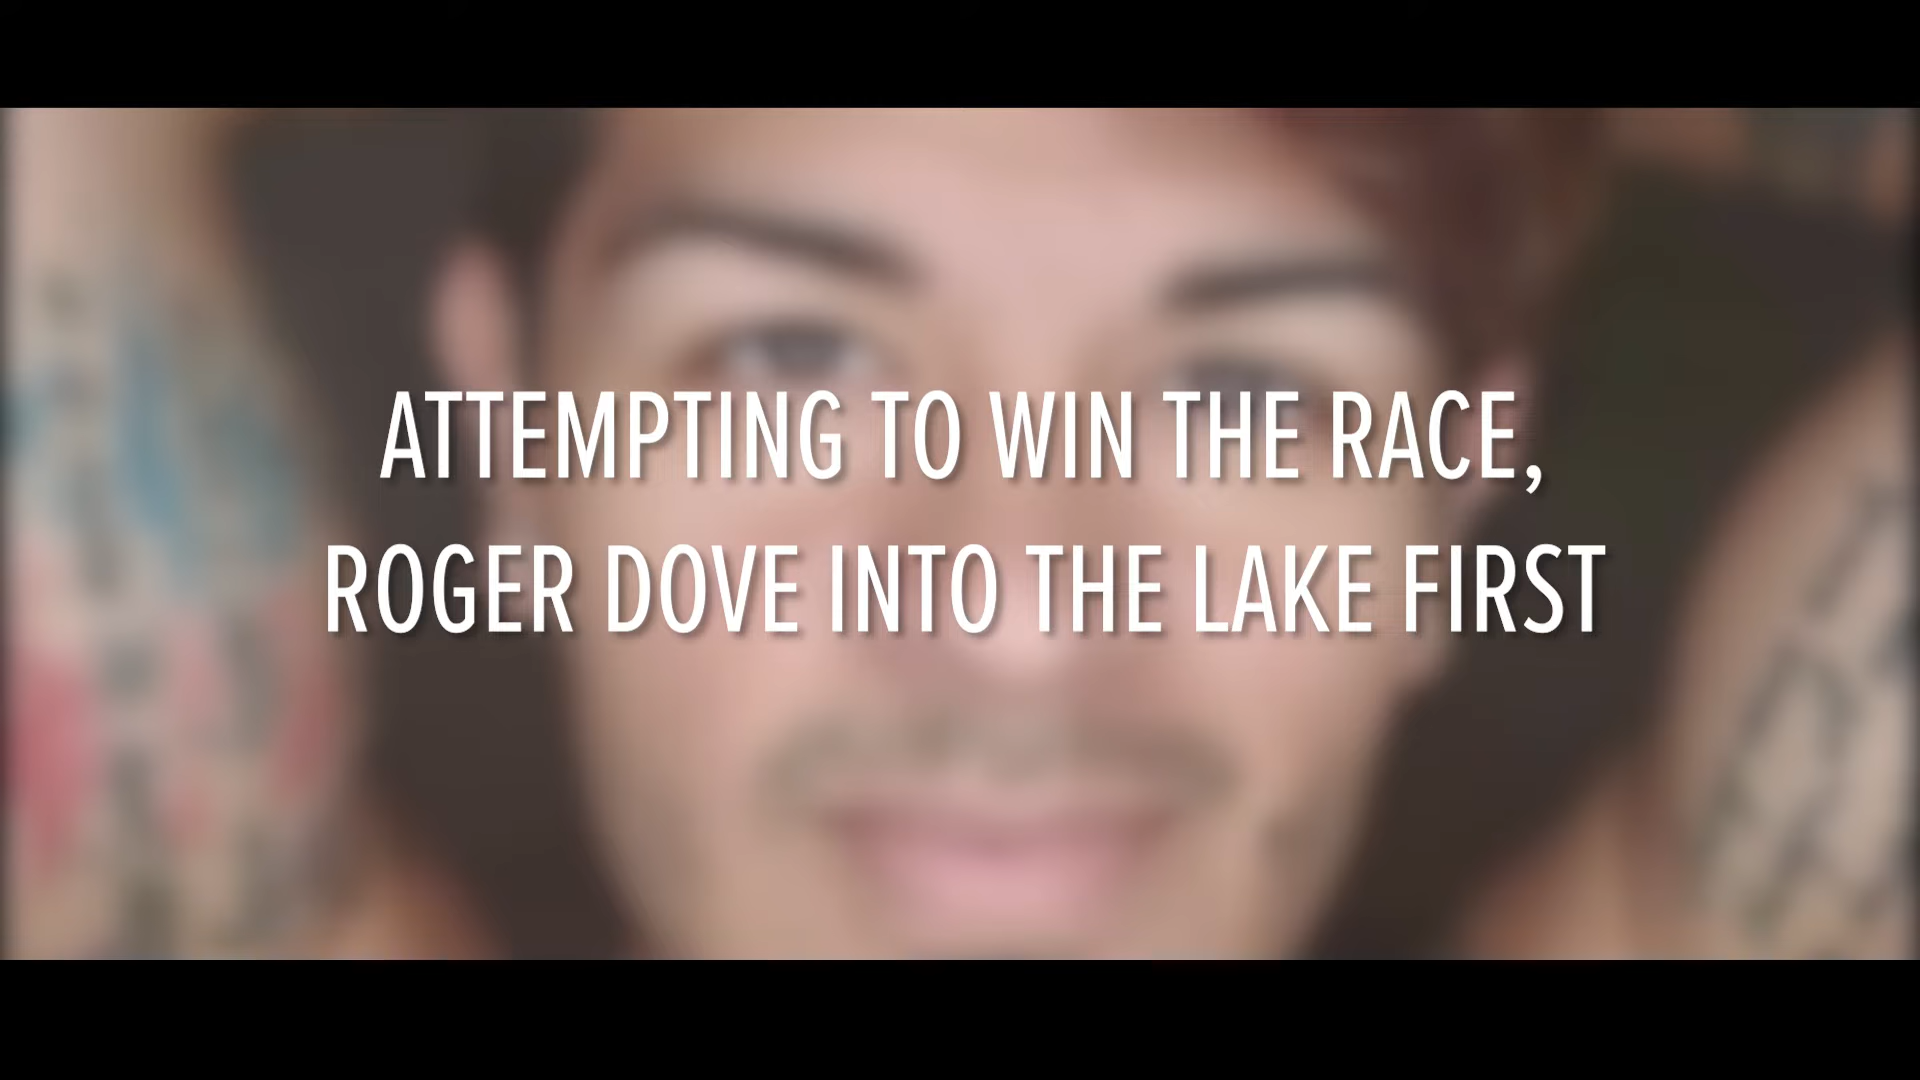 ATTEMPTING TO WIN THE RACE,
ROGER DOVE INTO THE LAKE FIRST